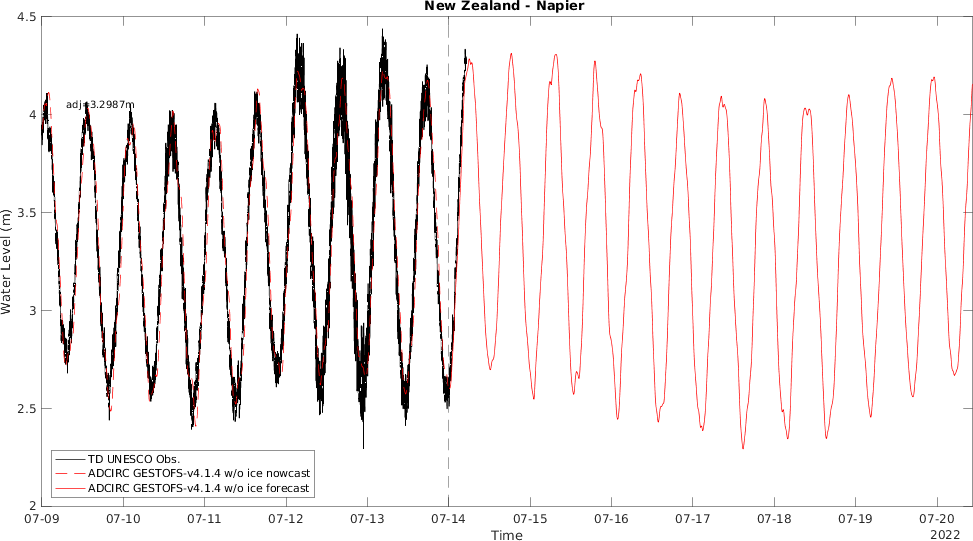 New Zealand - Napier
4.5
4
3.5
3
2.5
2
Water Level (m)
adj=3.2987m
TD UNESCO Obs.
ADCIRC GESTOFS-v4.1.4 w/o ice nowcast
ADCIRC GESTOFS-v4.1.4 w/o ice forecast
07-09 07-10 07-11 07-12 07-13 07-14 07-15 07-16 07-17 07-18 07-19 07-20
Time
2022